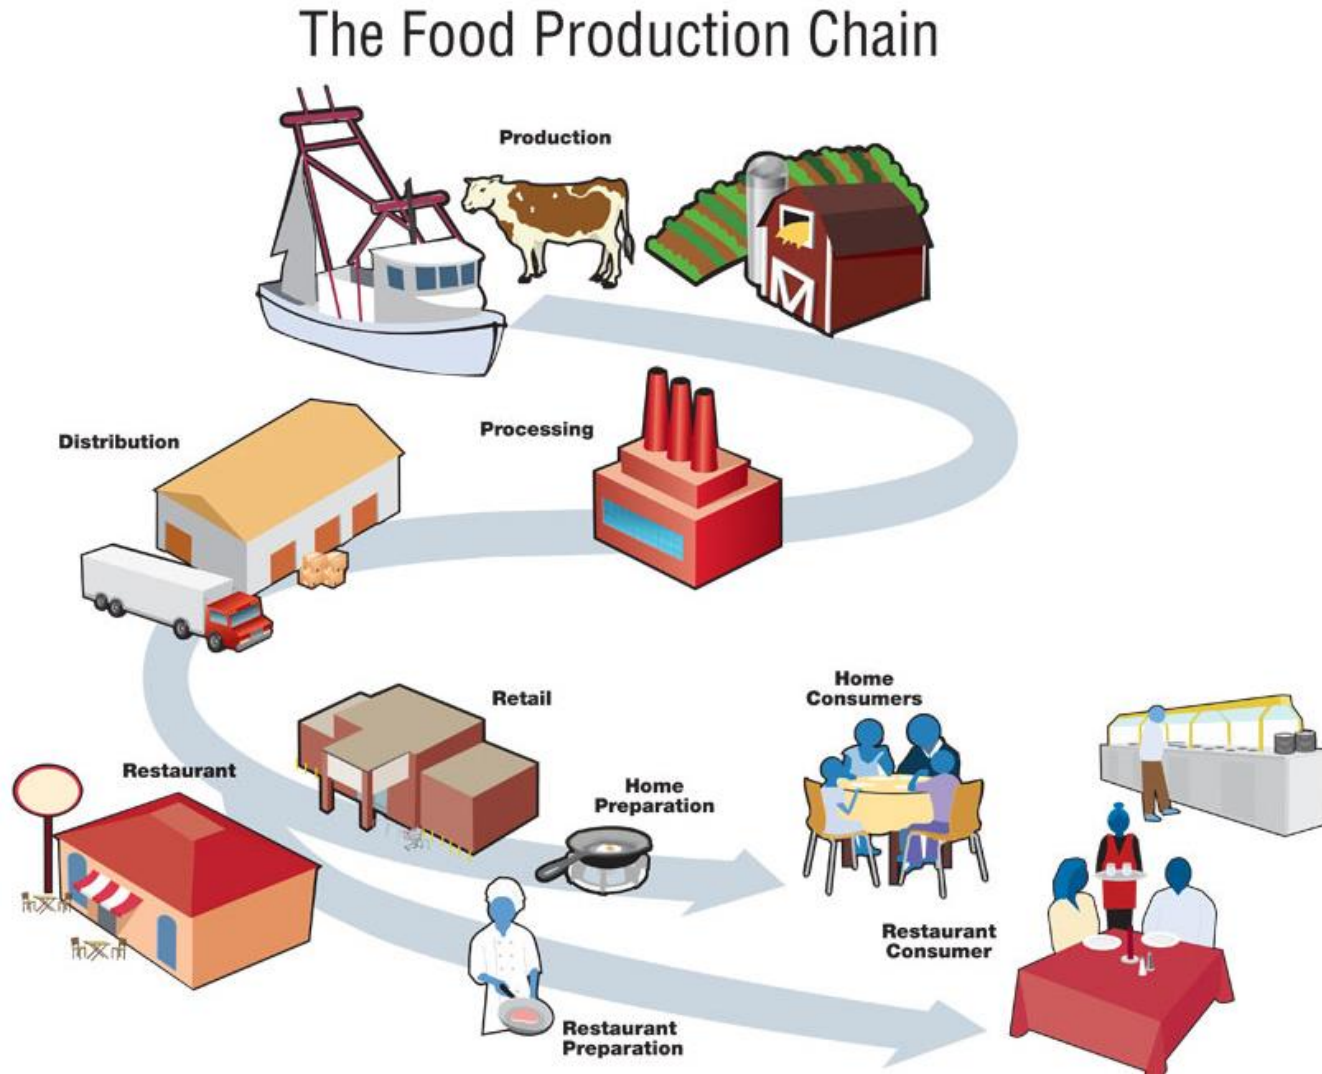 The Food Production Chain
Production
Distribution
Processing
Retail
Home
Consumers
Restaurant
Home
Preparation
Restaurant
Consumer
Restaurant
Preparation